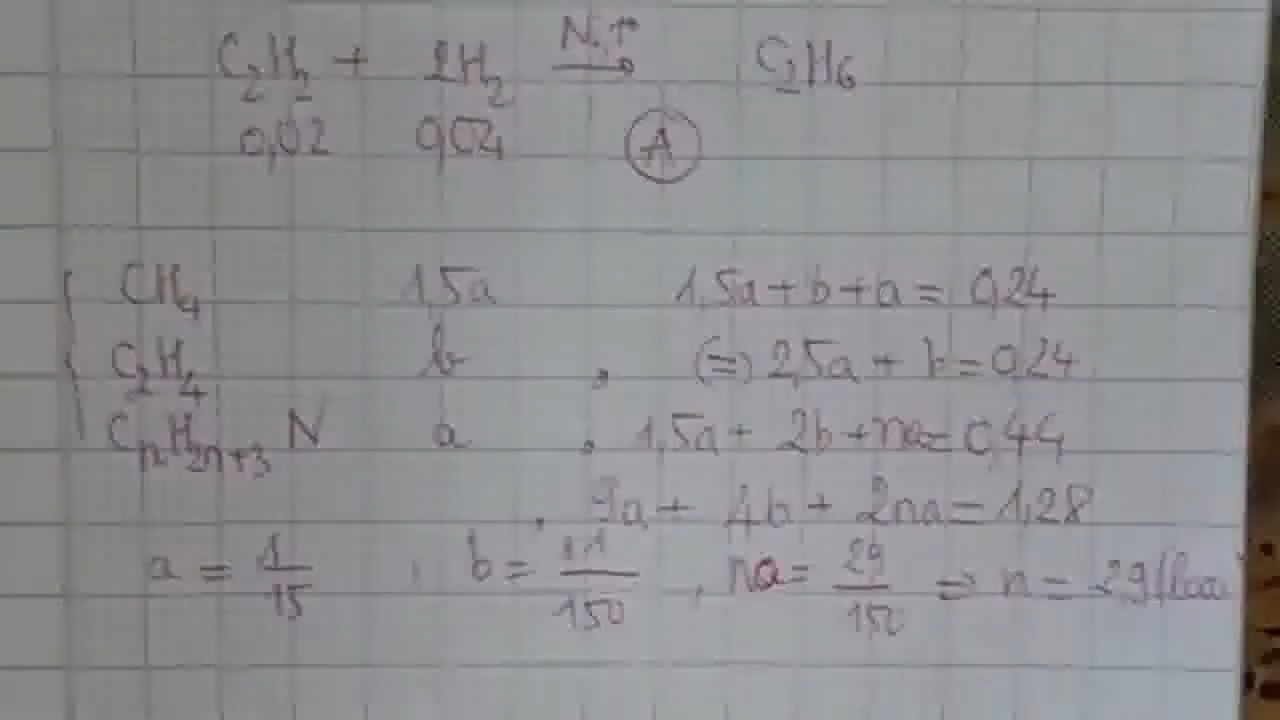 C₂H₂ + 2H₂ —Ni, t°→ C₂H₆
0,02 0,04 A
CH₄ 1,5a 1,5a + b + a = 0,24
C₂H₄ b (=) 2,5a + b = 0,24
CₙH₂ₙ₊₃N a 1,5a + 2b + na = 0,44
9a + 4b + 2na = 1,28
a = 1/15 , b = 11/150 , na = 29/150 => n = 2,9